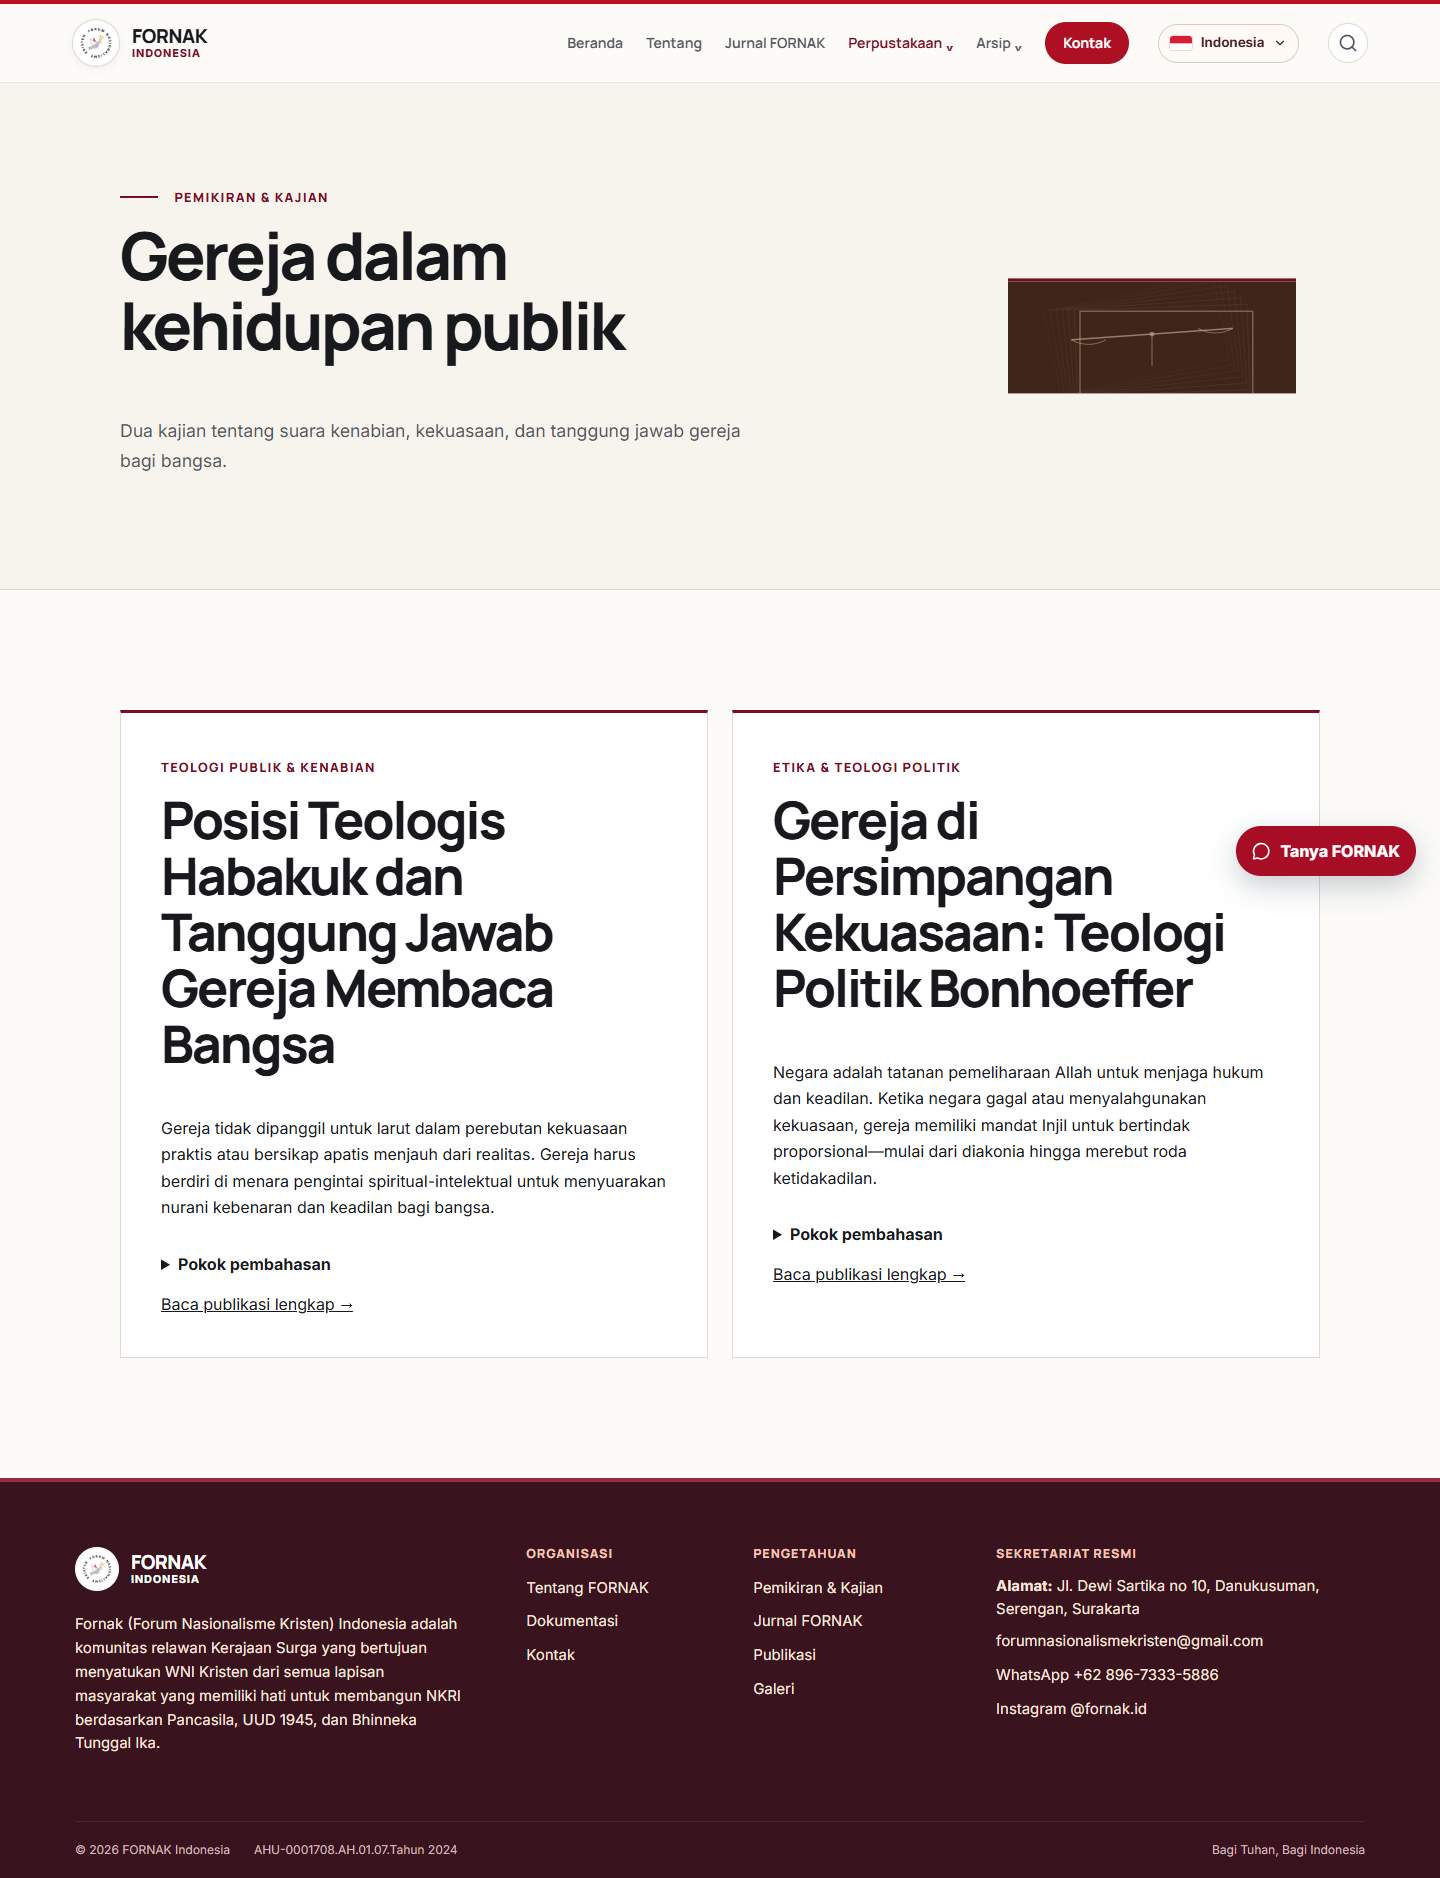 FORNAK
INDONESIA
Beranda
Tentang
Jurnal FORNAK
Perpustakaan
Arsip
Kontak
Indonesia
PEMIKIRAN & KAJIAN
Gereja dalam
kehidupan publik
Dua kajian tentang suara kenabian, kekuasaan, dan tanggung jawab gereja
bagi bangsa.
TEOLOGI PUBLIK & KENABIAN
Posisi Teologis
Habakuk dan
Tanggung Jawab
Gereja Membaca
Bangsa
Gereja tidak dipanggil untuk larut dalam perebutan kekuasaan
praktis atau bersikap apatis menjauh dari realitas. Gereja harus
berdiri di menara pengintai spiritual-intelektual untuk menyuarakan
nurani kebenaran dan keadilan bagi bangsa.
Pokok pembahasan
Baca publikasi lengkap →
ETIKA & TEOLOGI POLITIK
Gereja di
Persimpangan
Kekuasaan: Teologi
Politik Bonhoeffer
Negara adalah tatanan pemeliharaan Allah untuk menjaga hukum
dan keadilan. Ketika negara gagal atau menyalahgunakan
kekuasaan, gereja memiliki mandat Injil untuk bertindak
proporsional—mulai dari diakonia hingga merebut roda
ketidakadilan.
Pokok pembahasan
Baca publikasi lengkap →
Tanya FORNAK
FORNAK
INDONESIA
Fornak (Forum Nasionalisme Kristen) Indonesia adalah
komunitas relawan Kerajaan Surga yang bertujuan
menyatukan WNI Kristen dari semua lapisan
masyarakat yang memiliki hati untuk membangun NKRI
berdasarkan Pancasila, UUD 1945, dan Bhinneka
Tunggal Ika.
ORGANISASI
Tentang FORNAK
Dokumentasi
Kontak
PENGETAHUAN
Pemikiran & Kajian
Jurnal FORNAK
Publikasi
Galeri
SEKRETARIAT RESMI
Alamat: Jl. Dewi Sartika no 10, Danukusuman,
Serengan, Surakarta
forumnasionalismekristen@gmail.com
WhatsApp +62 896-7333-5886
Instagram @fornak.id
© 2026 FORNAK Indonesia
AHU-0001708.AH.01.07.Tahun 2024
Bagi Tuhan, Bagi Indonesia